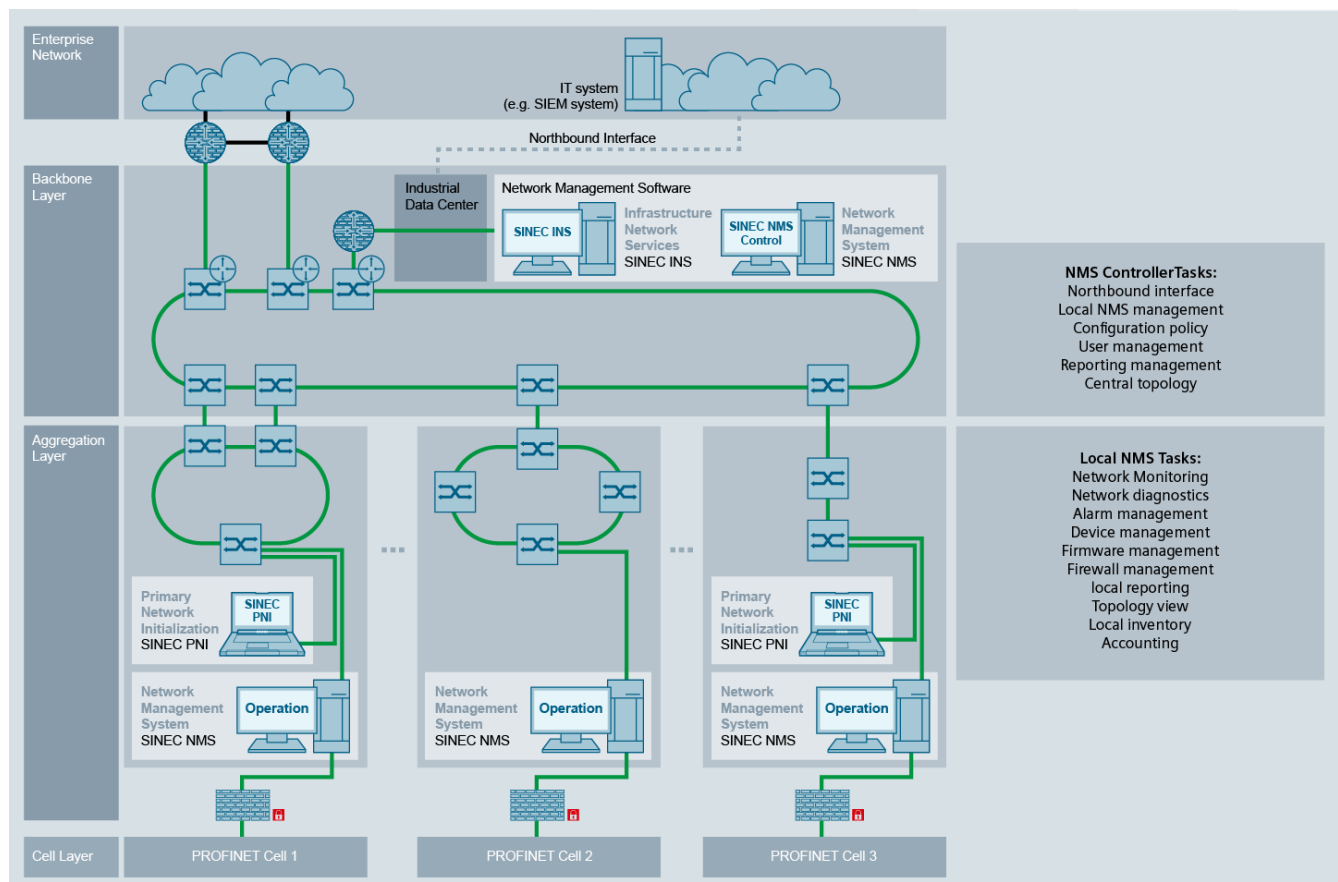 Enterprise
Network
IT system
(e.g. SIEM system)
Northbound Interface
Backbone
Layer
Industrial
Data Center
Network Management Software
SINEC INS
Infrastructure
Network
Services
SINEC INS
SINEC NMS
Control
Network
Management
System
SINEC NMS
NMS ControllerTasks:
Northbound interface
Local NMS management
Configuration policy
User management
Reporting management
Central topology
Aggregation
Layer
Primary
Network
Initialization
SINEC PNI
SINEC
PNI
Network
Management
System
SINEC NMS
Operation
Network
Management
System
SINEC NMS
Operation
Primary
Network
Initialization
SINEC PNI
SINEC
PNI
Network
Management
System
SINEC NMS
Operation
Local NMS Tasks:
Network Monitoring
Network diagnostics
Alarm management
Device management
Firmware management
Firewall management
local reporting
Topology view
Local inventory
Accounting
Cell Layer
PROFINET Cell 1
PROFINET Cell 2
PROFINET Cell 3